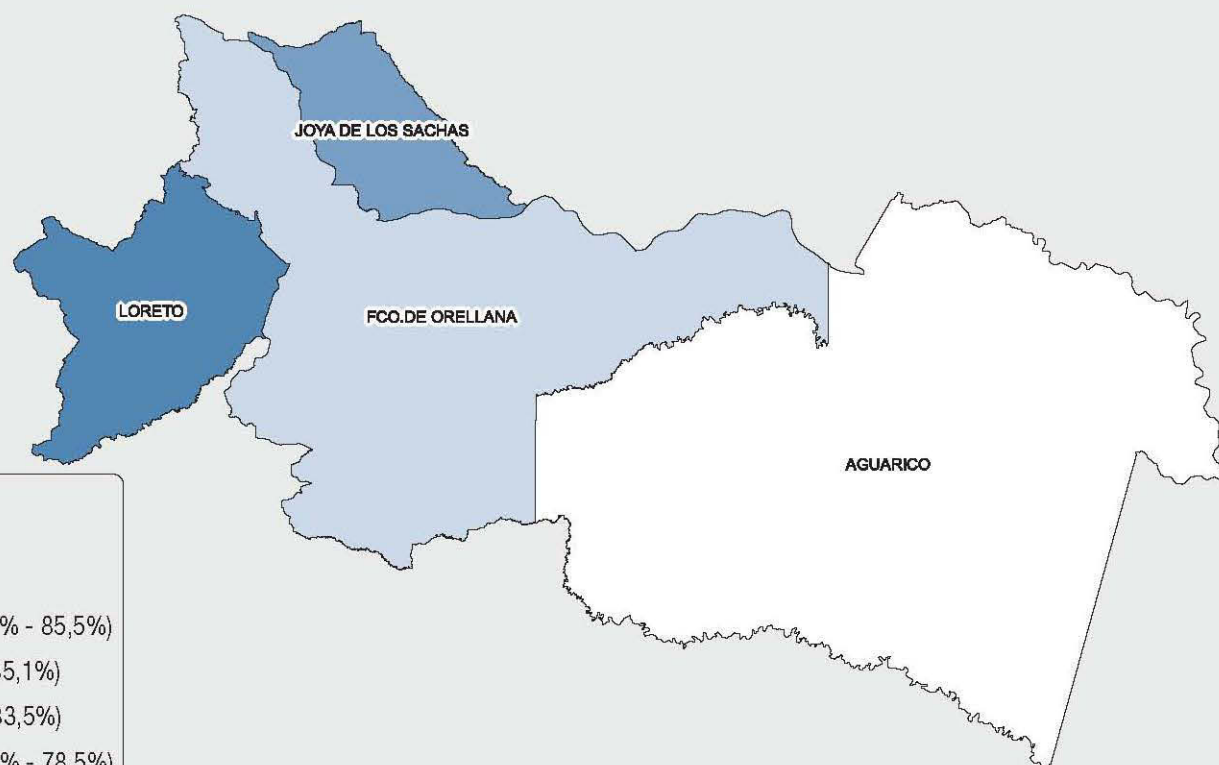 JOYA DE LOS SACHAS
LORETO
FCO.DE ORELLANA
AGUARICO
% - 85,5%)
5,1%)
3,5%)
% - 78,5%)